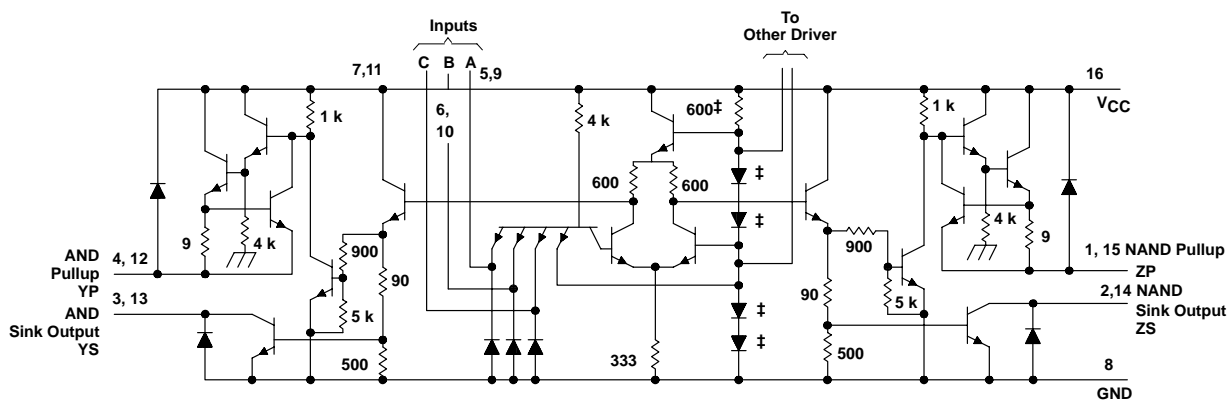 To
Other Driver
Inputs
C B A
7,11
5,9
16
VCC
6,
10
1 k
4 k
600‡
1 k
‡
600
600
‡
9
4 k
900
900
4 k
9
AND
Pullup
YP
4, 12
1, 15 NAND Pullup
ZP
3, 13
90
90
2,14 NAND
Sink Output
ZS
AND
Sink Output
YS
5 k
5 k
‡
‡
500
333
500
8
GND